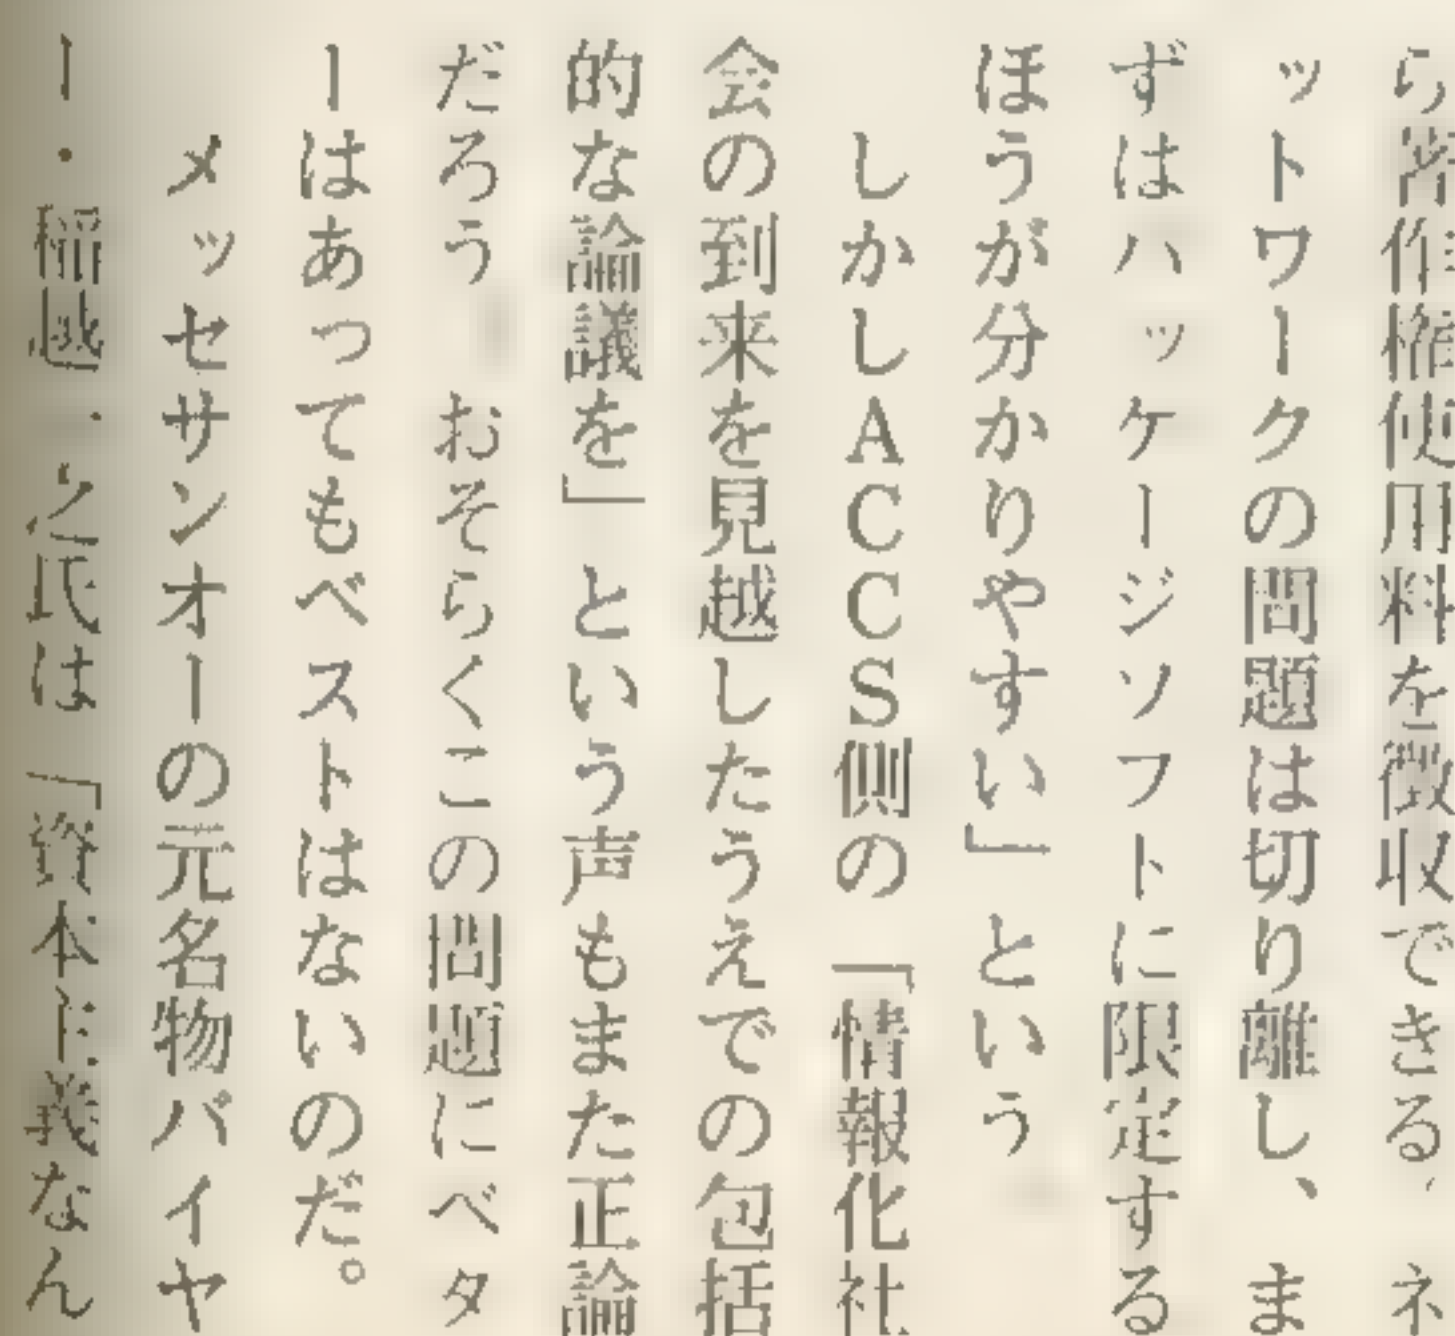 ら著作権使用料を徴収できる、ネ
ットワークの問題は切り離し、ま
ずはハッケージソフトに限定する
ほうが分かりやすい」という
しかしＡＣＣＳ側の「情報化社
会の到来を見越したうえでの包括
的な論議を」という声もまた正論
だろう　おそらくこの問題にベタ
ーはあってもベストはないのだ。
メッセサンオーの元名物バイヤ
ー・稲越一之氏は「資本主義なん